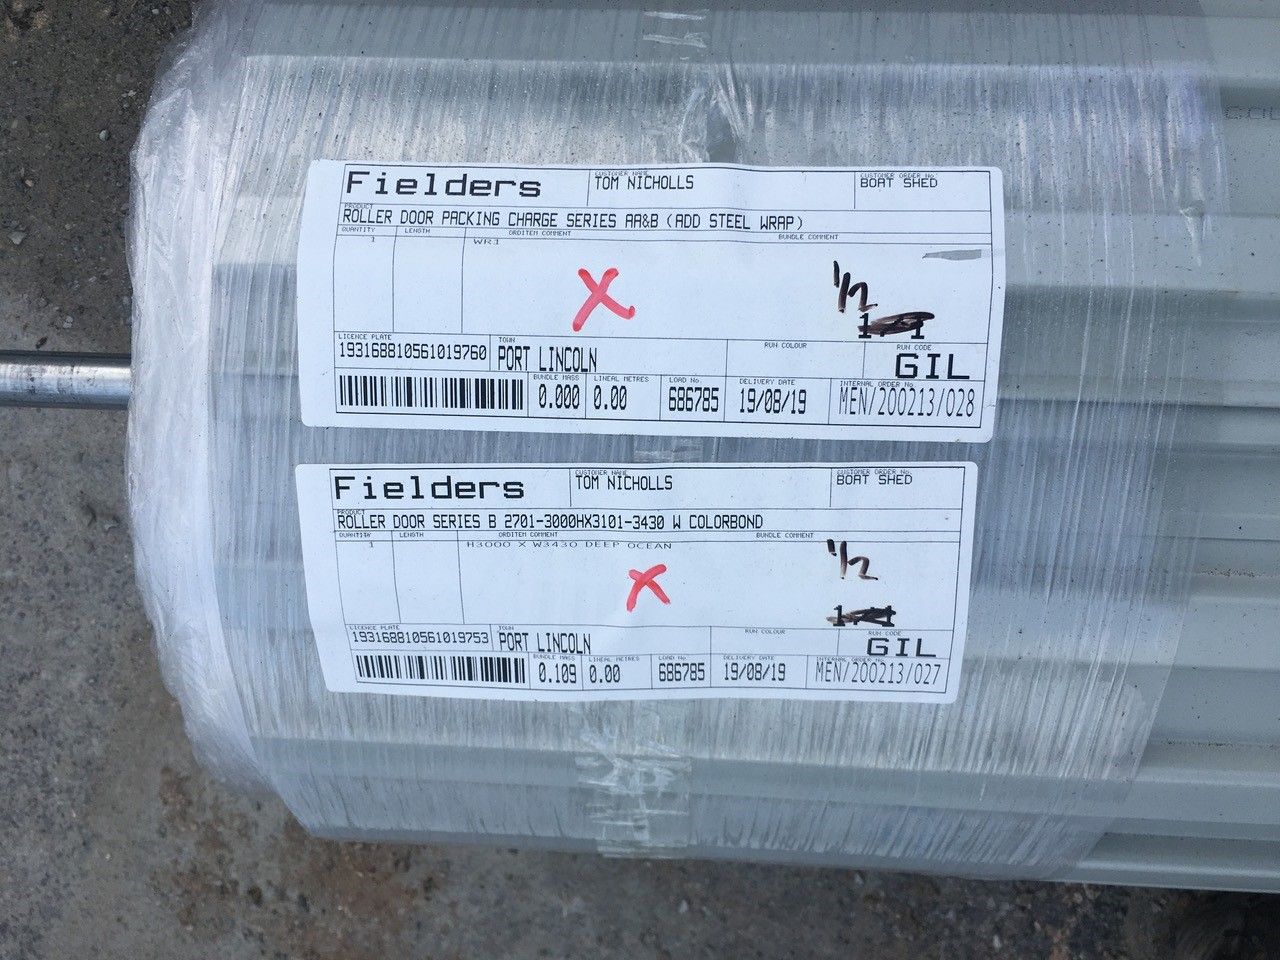 Fielders
CUSTOMER NAME
TOM NICHOLLS
CUSTOMER ORDER No.
BOAT SHED
PRODUCT
ROLLER DOOR PACKING CHARGE SERIES AA&B (ADD STEEL WRAP)
QUANTITY LENGTH ORDITEM COMMENT BUNDLE COMMENT
1 WR1
X
1/2
LICENCE PLATE
193168810561019760
TOWN
PORT LINCOLN
RUN COLOUR
RUN CODE
GIL
BUNDLE MASS
0.000
LINEAL METRES
0.00
LOAD No
686785
DELIVERY DATE
19/08/19
INTERNAL ORDER No.
MEN/200213/028
Fielders
CUSTOMER NAME
TOM NICHOLLS
CUSTOMER ORDER No.
BOAT SHED
PRODUCT
ROLLER DOOR SERIES B 2701-3000HX3101-3430 W COLORBOND
QUANTITY LENGTH ORDITEM COMMENT BUNDLE COMMENT
1 H3000 X W3430 DEEP OCEAN
X
1/2
LICENCE PLATE
193168810561019753
TOWN
PORT LINCOLN
RUN COLOUR
RUN CODE
GIL
BUNDLE MASS
0.109
LINEAL METRES
0.00
LOAD No
686785
DELIVERY DATE
19/08/19
INTERNAL ORDER No.
MEN/200213/027